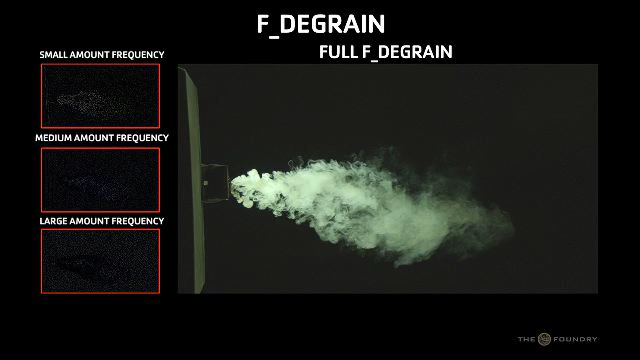 F_DEGRAIN
FULL F_DEGRAIN
SMALL AMOUNT FREQUENCY
MEDIUM AMOUNT FREQUENCY
LARGE AMOUNT FREQUENCY
THE FOUNDRY